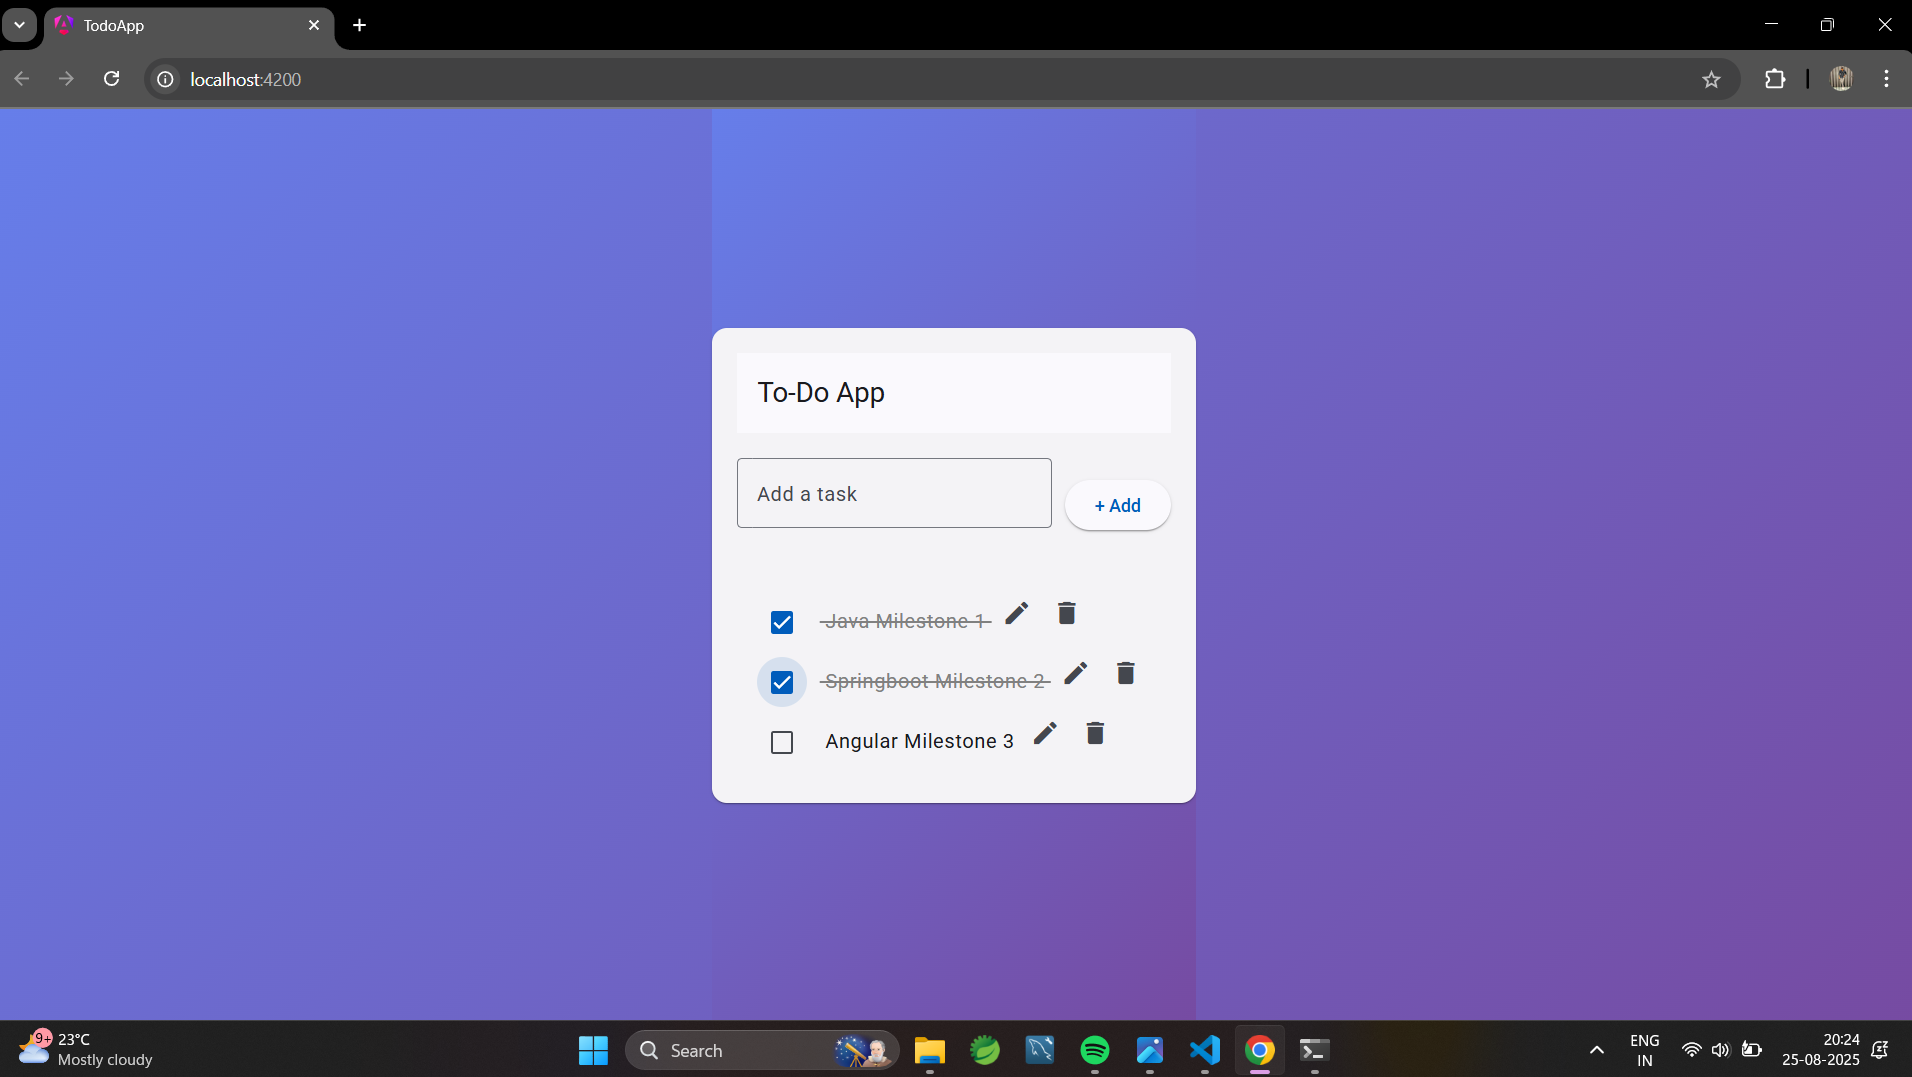 TodoApp
localhost:4200
To-Do App
Add a task
+ Add
Java Milestone 1
Springboot Milestone 2
Angular Milestone 3
9+
23°C
Mostly cloudy
Search
ENG
IN
20:24
25-08-2025